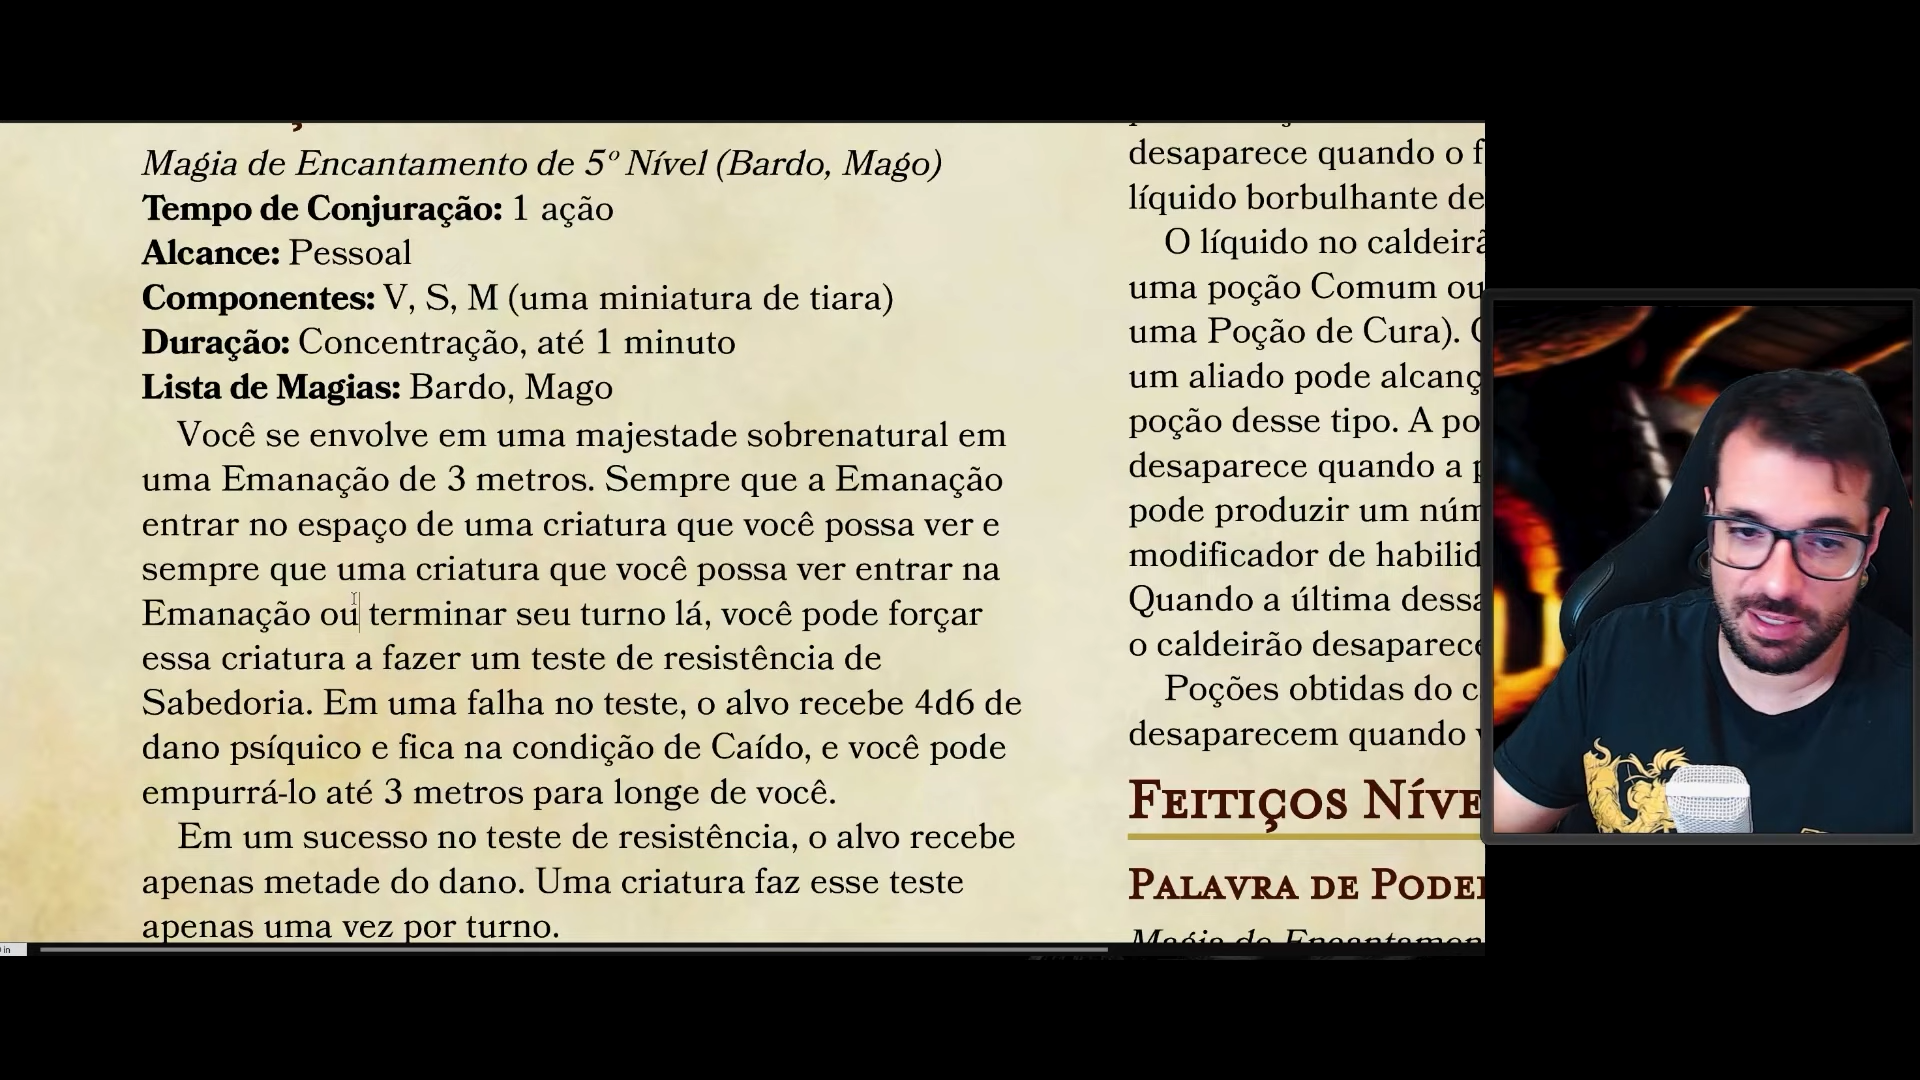 Magia de Encantamento de 5º Nível (Bardo, Mago)
Tempo de Conjuração: 1 ação
Alcance: Pessoal
Componentes: V, S, M (uma miniatura de tiara)
Duração: Concentração, até 1 minuto
Lista de Magias: Bardo, Mago
Você se envolve em uma majestade sobrenatural em
uma Emanação de 3 metros. Sempre que a Emanação
entrar no espaço de uma criatura que você possa ver e
sempre que uma criatura que você possa ver entrar na
Emanação ou terminar seu turno lá, você pode forçar
essa criatura a fazer um teste de resistência de
Sabedoria. Em uma falha no teste, o alvo recebe 4d6 de
dano psíquico e fica na condição de Caído, e você pode
empurrá-lo até 3 metros para longe de você.
Em um sucesso no teste de resistência, o alvo recebe
apenas metade do dano. Uma criatura faz esse teste
apenas uma vez por turno.
desaparece quando o f
líquido borbulhante de
O líquido no caldeirã
uma poção Comum ou
uma Poção de Cura). 
um aliado pode alcanç
poção desse tipo. A po
desaparece quando a p
pode produzir um núm
modificador de habilid
Quando a última dessa
o caldeirão desaparece
Poções obtidas do c
desaparecem quando
Feitiços Níve
Palavra de Poder
Magia de Encantamen
in